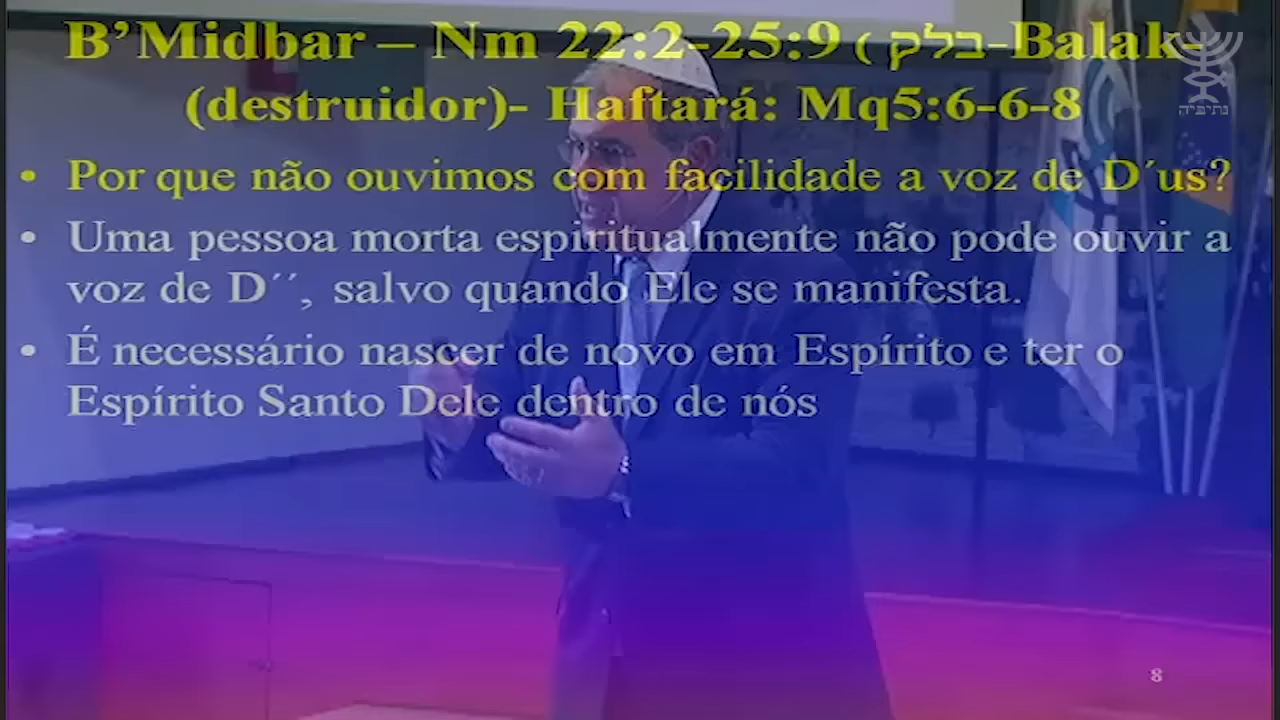 B’Midbar – Nm 22:2-25:9 ( בלק-Balak-
(destruidor)- Haftará: Mq5:6-6-8
• Por que não ouvimos com facilidade a voz de D´us?
• Uma pessoa morta espiritualmente não pode ouvir a
voz de D´´, salvo quando Ele se manifesta.
• É necessário nascer de novo em Espírito e ter o
Espírito Santo Dele dentro de nós
נתיביה
8